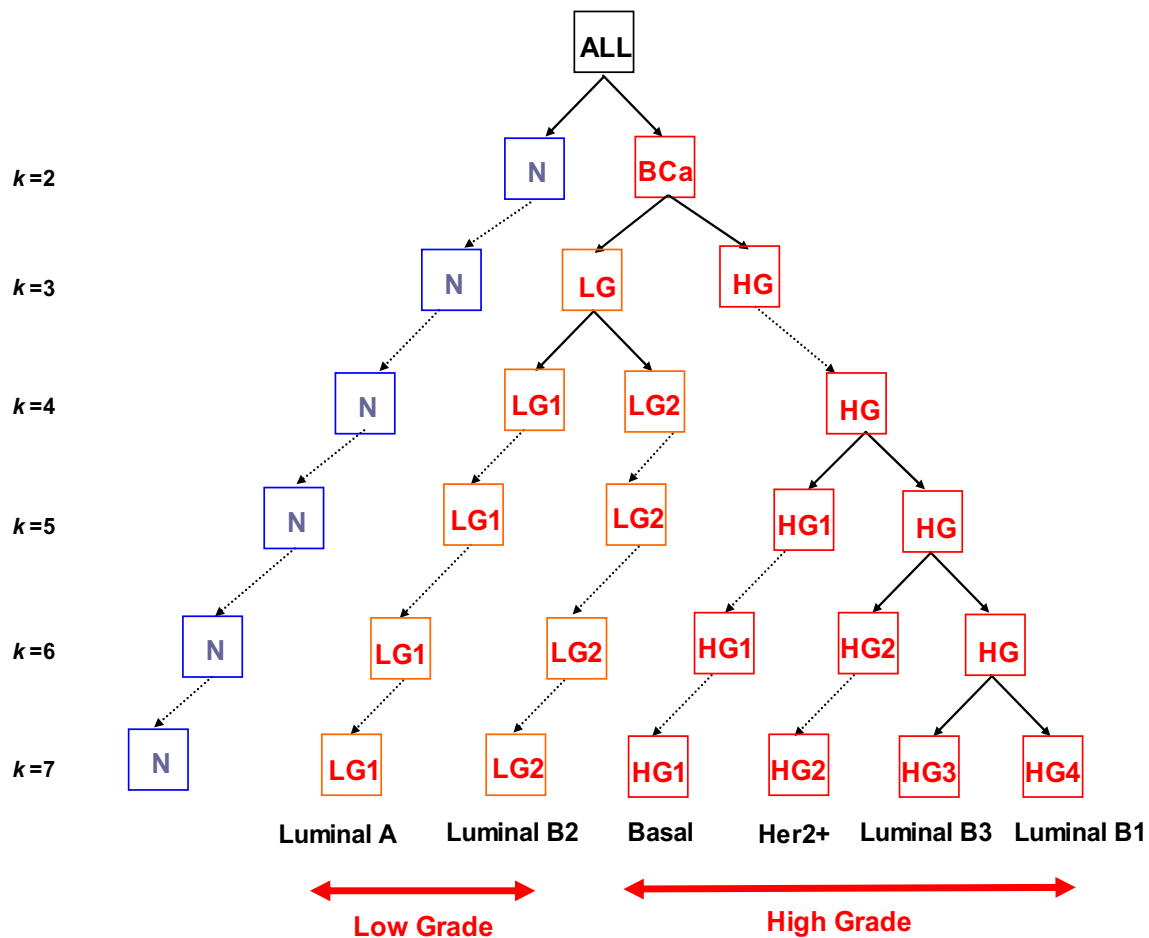 ALL
k=2
N
BCa
k=3
N
LG
HG
k=4
N
LG1
LG2
HG
k=5
N
LG1
LG2
HG1
HG
k=6
N
LG1
LG2
HG1
HG2
HG
k=7
N
LG1
LG2
HG1
HG2
HG3
HG4
Luminal A
Luminal B2
Basal
Her2+
Luminal B3
Luminal B1
Low Grade
High Grade